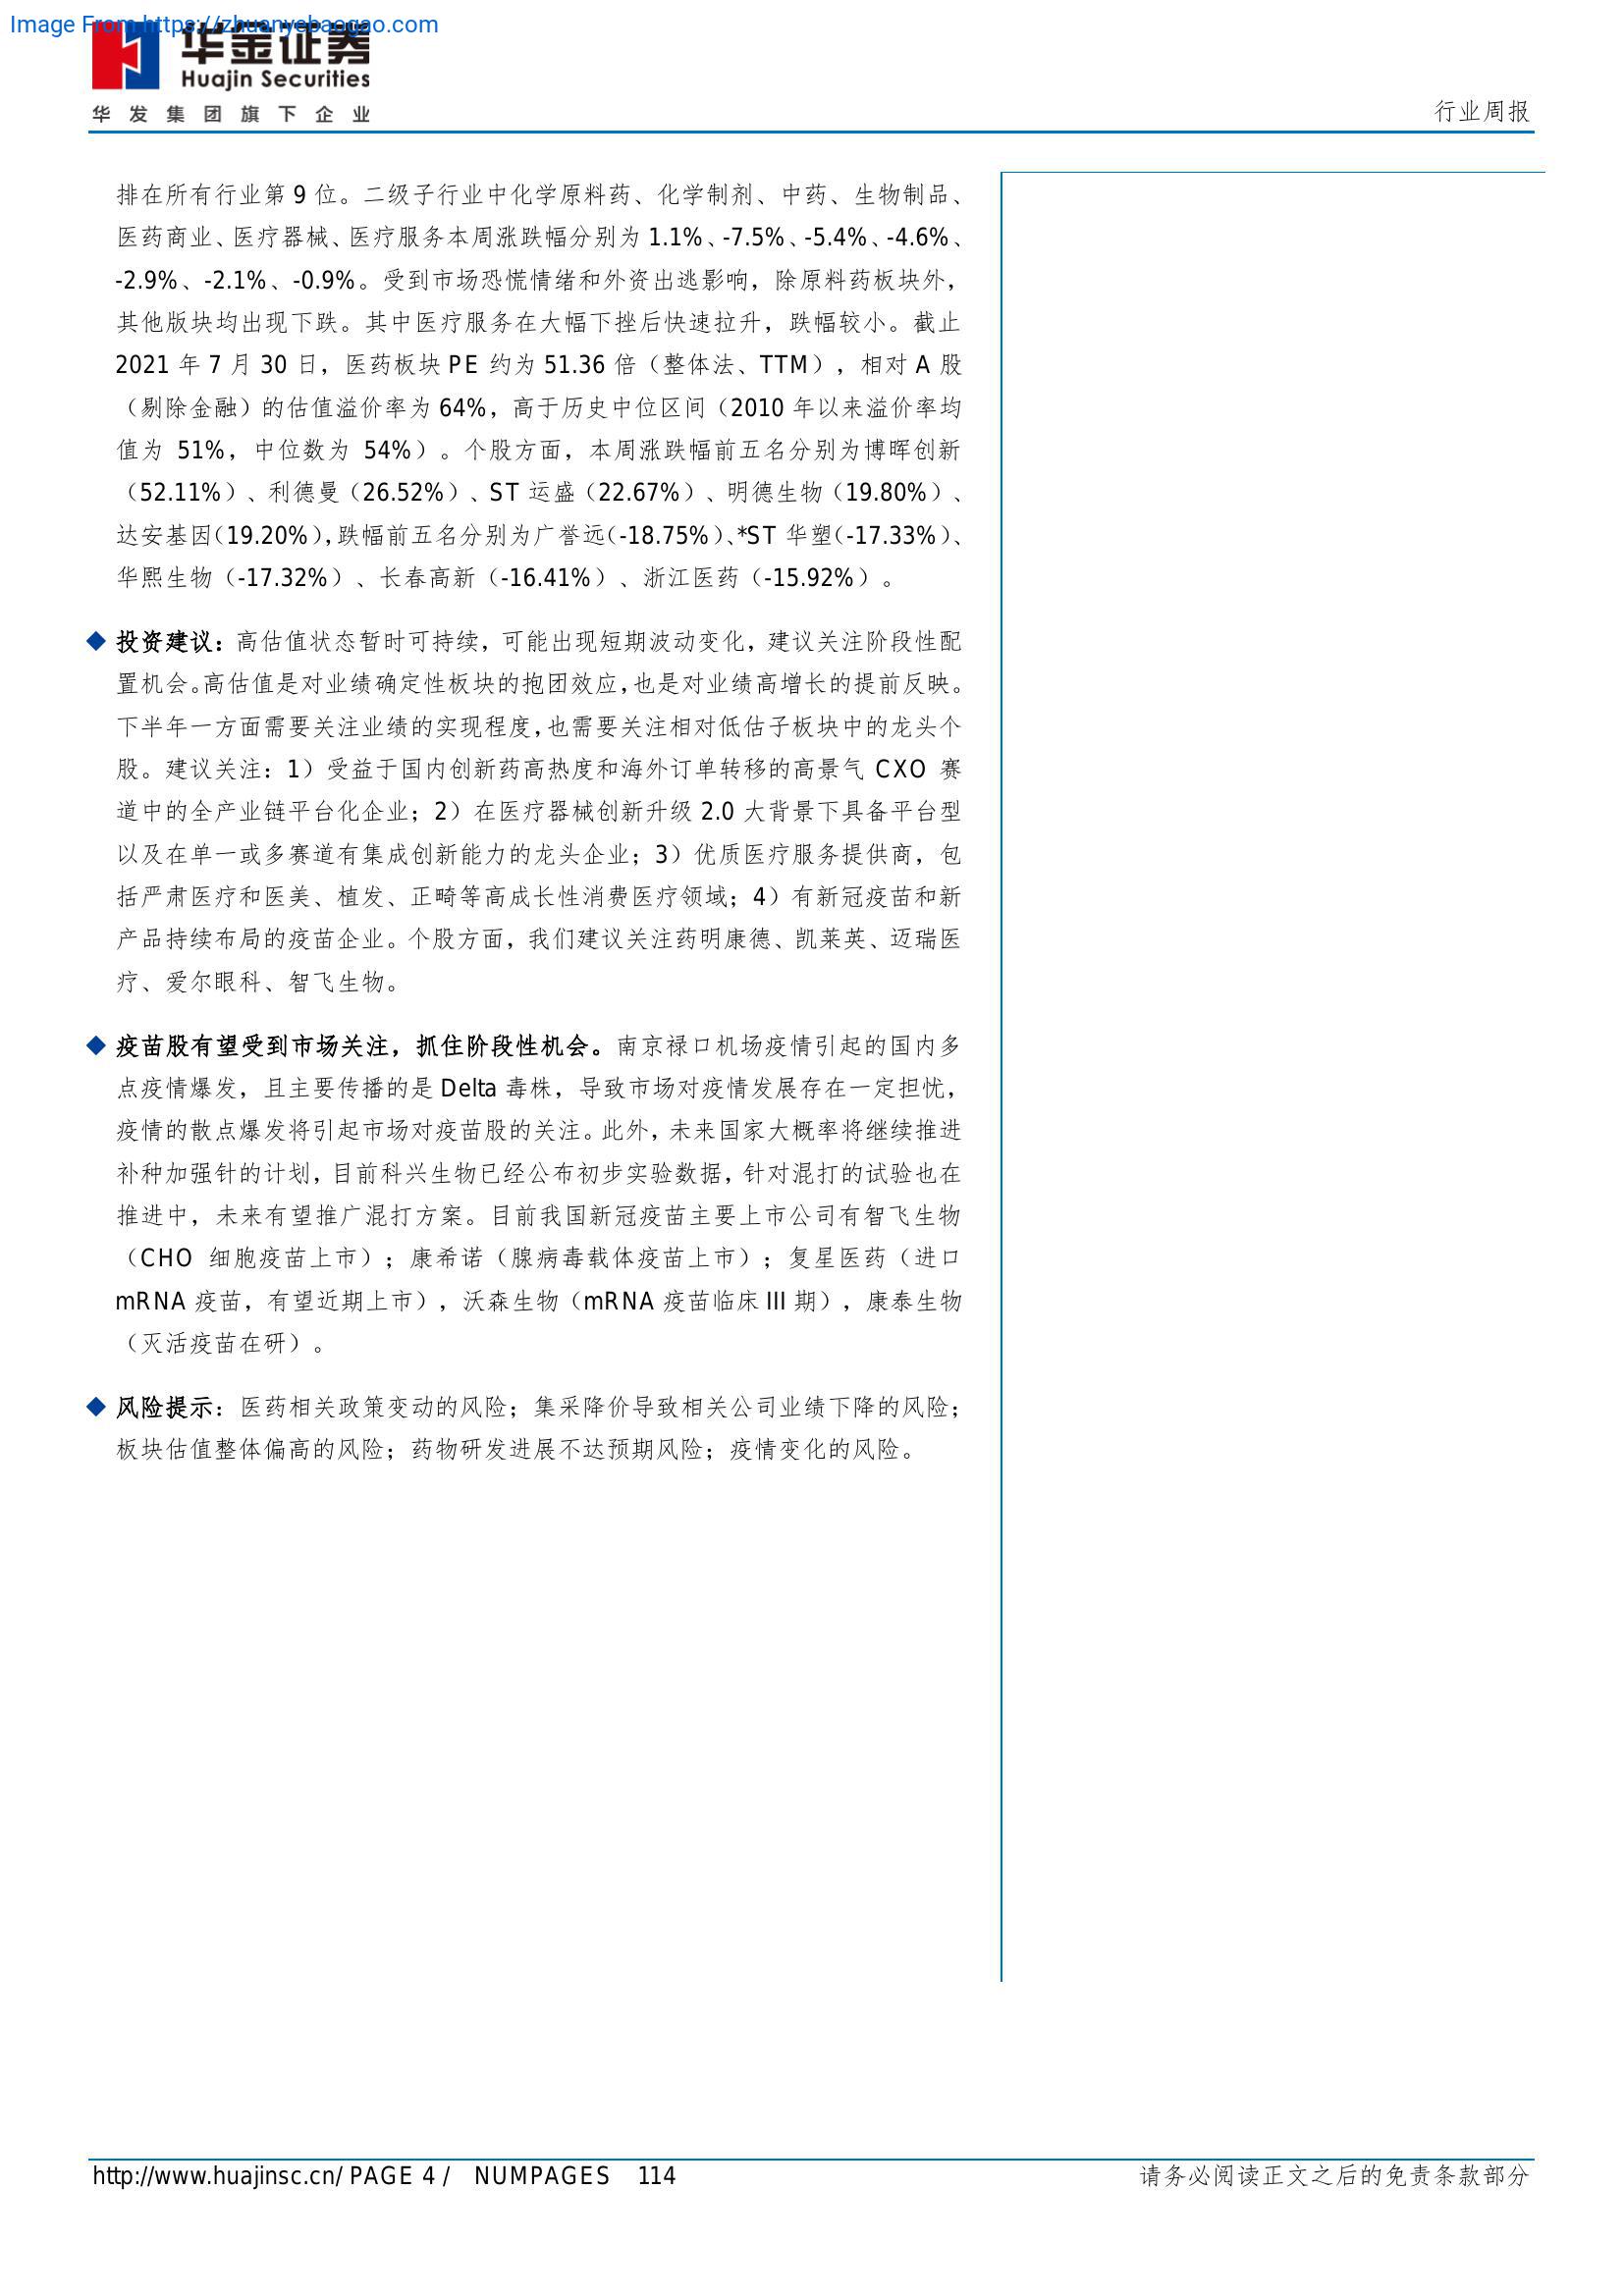 Image From https://zhuanyebaogao.com
华金证券
Huajin Securities
华发集团旗下企业
行业周报
排在所有行业第 9 位。二级子行业中化学原料药、化学制剂、中药、生物制品、
医药商业、医疗器械、医疗服务本周涨跌幅分别为 1.1%、-7.5%、-5.4%、-4.6%、
-2.9%、-2.1%、-0.9%。受到市场恐慌情绪和外资出逃影响，除原料药板块外，
其他版块均出现下跌。其中医疗服务在大幅下挫后快速拉升，跌幅较小。截止
2021 年 7 月 30 日，医药板块 PE 约为 51.36 倍（整体法、TTM），相对 A 股
（剔除金融）的估值溢价率为 64%，高于历史中位区间（2010 年以来溢价率均
值为 51%，中位数为 54%）。个股方面，本周涨跌幅前五名分别为博晖创新
（52.11%）、利德曼（26.52%）、ST 运盛（22.67%）、明德生物（19.80%）、
达安基因（19.20%），跌幅前五名分别为广誉远（-18.75%）、*ST 华塑（-17.33%）、
华熙生物（-17.32%）、长春高新（-16.41%）、浙江医药（-15.92%）。
◆ 投资建议：高估值状态暂时可持续，可能出现短期波动变化，建议关注阶段性配
置机会。高估值是对业绩确定性板块的抱团效应，也是对业绩高增长的提前反映。
下半年一方面需要关注业绩的实现程度，也需要关注相对低估子板块中的龙头个
股。建议关注：1）受益于国内创新药高热度和海外订单转移的高景气 CXO 赛
道中的全产业链平台化企业；2）在医疗器械创新升级 2.0 大背景下具备平台型
以及在单一或多赛道有集成创新能力的龙头企业；3）优质医疗服务提供商，包
括严肃医疗和医美、植发、正畸等高成长性消费医疗领域；4）有新冠疫苗和新
产品持续布局的疫苗企业。个股方面，我们建议关注药明康德、凯莱英、迈瑞医
疗、爱尔眼科、智飞生物。
◆ 疫苗股有望受到市场关注，抓住阶段性机会。南京禄口机场疫情引起的国内多
点疫情爆发，且主要传播的是 Delta 毒株，导致市场对疫情发展存在一定担忧，
疫情的散点爆发将引起市场对疫苗股的关注。此外，未来国家大概率将继续推进
补种加强针的计划，目前科兴生物已经公布初步实验数据，针对混打的试验也在
推进中，未来有望推广混打方案。目前我国新冠疫苗主要上市公司有智飞生物
（CHO 细胞疫苗上市）；康希诺（腺病毒载体疫苗上市）；复星医药（进口
mRNA 疫苗，有望近期上市），沃森生物（mRNA 疫苗临床 III 期），康泰生物
（灭活疫苗在研）。
◆ 风险提示：医药相关政策变动的风险；集采降价导致相关公司业绩下降的风险；
板块估值整体偏高的风险；药物研发进展不达预期风险；疫情变化的风险。
http://www.huajinsc.cn/ PAGE 4 / NUMPAGES 114
请务必阅读正文之后的免责条款部分